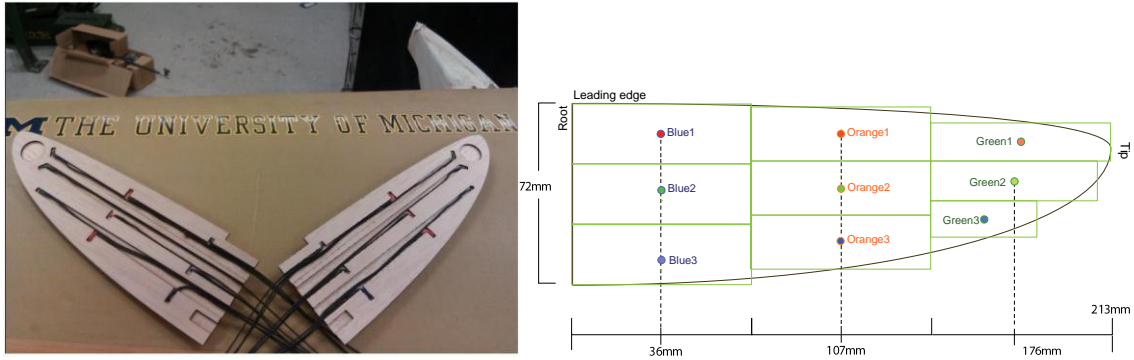 M THE UNIVERSITY OF MICHIGAN
Leading edge
Root
Blue1
Orange1
Green1
Tip
72mm
Blue2
Orange2
Green2
Green3
Blue3
Orange3
213mm
36mm
107mm
176mm